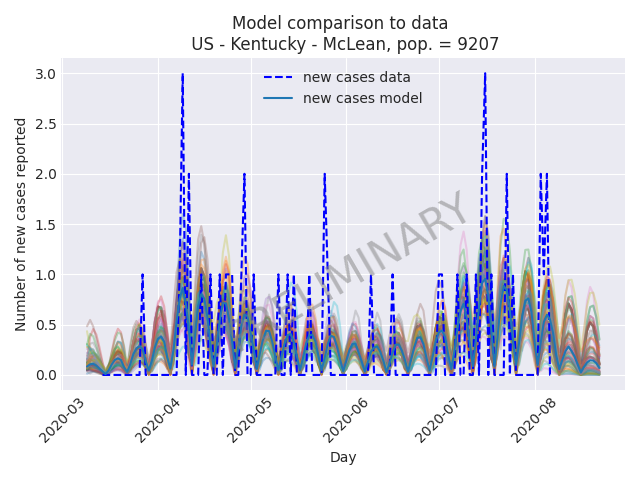 Model comparison to data
US - Kentucky - McLean, pop. = 9207
new cases data
new cases model
PRELIMINARY
Number of new cases reported
3.0
2.5
2.0
1.5
1.0
0.5
0.0
2020-03
2020-04
2020-05
2020-06
2020-07
2020-08
Day